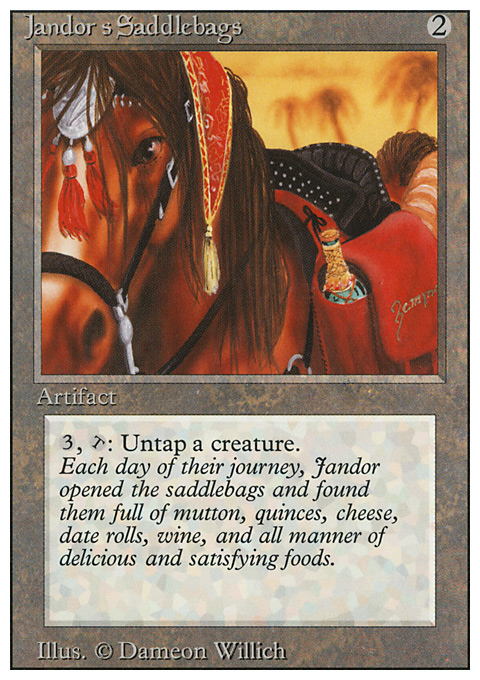 Jandor s Saddlebags 2
Artifact
3, T: Untap a creature.
Each day of their journey, Jandor
opened the saddlebags and found
them full of mutton, quinces, cheese,
date rolls, wine, and all manner of
delicious and satisfying foods.
Illus. © Dameon Willich